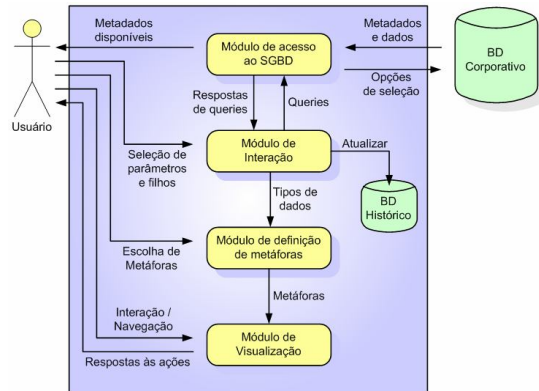 Metadados
disponíveis
Módulo de acesso
ao SGBD
Metadados
e dados
BD
Corporativo
Opções
de seleção
Usuário
Respostas
de queries
Queries
Seleção de
parâmetros
e filhos
Módulo de
Interação
Atualizar
BD
Histórico
Tipos de
dados
Escolha de
Metáforas
Módulo de definição
de metáforas
Metáforas
Interação /
Navegação
Módulo de
Visualização
Respostas às ações